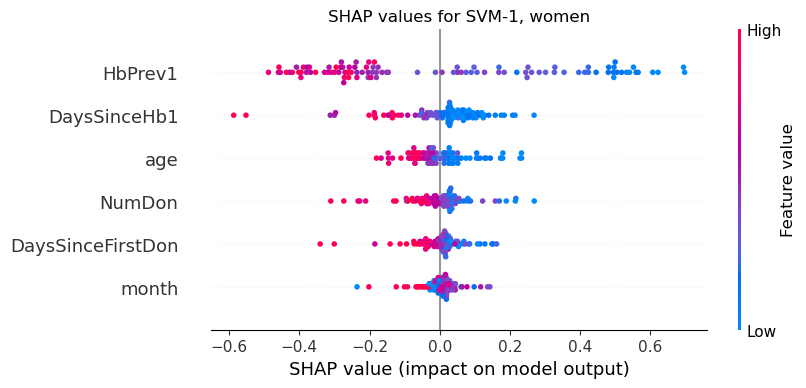 SHAP values for SVM-1, women
High
HbPrev1
DaysSinceHb1
age
NumDon
DaysSinceFirstDon
month
Feature value
Low
−0.6 −0.4 −0.2 0.0 0.2 0.4 0.6
SHAP value (impact on model output)